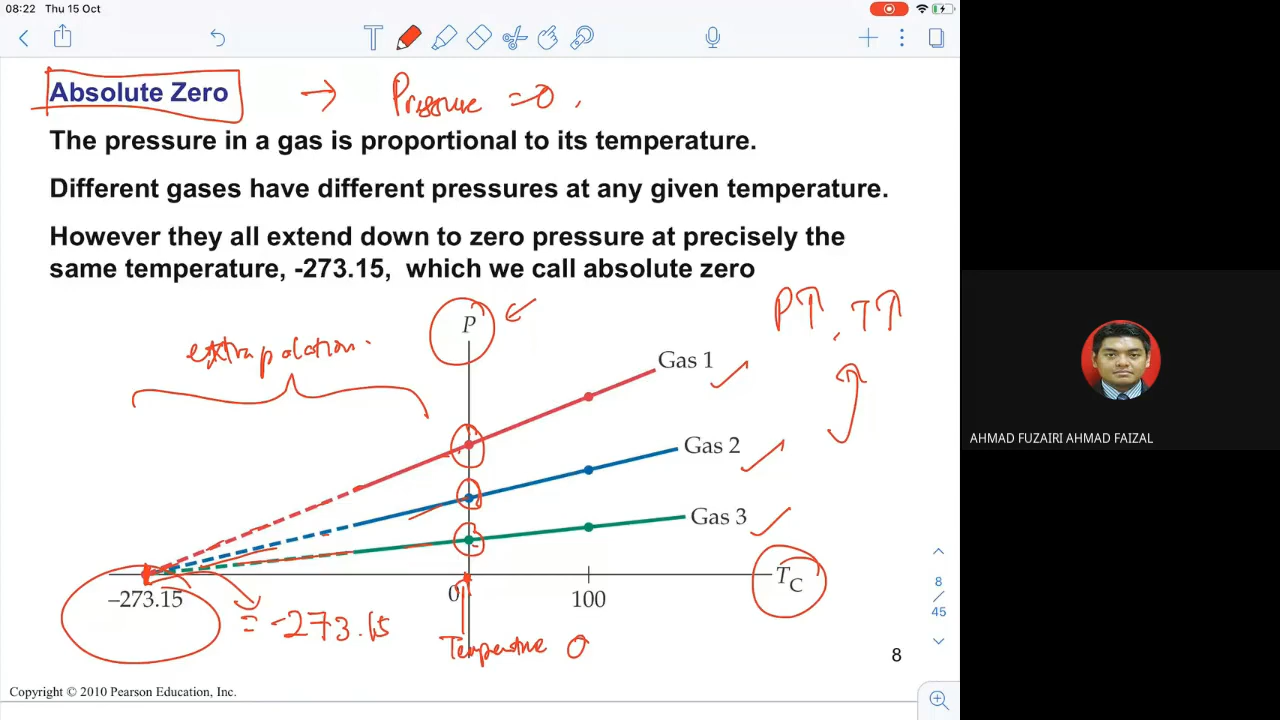 08:22 Thu 15 Oct
Absolute Zero → Pressure = 0,
The pressure in a gas is proportional to its temperature.
Different gases have different pressures at any given temperature.
However they all extend down to zero pressure at precisely the
same temperature, -273.15, which we call absolute zero
P↑, T↑
P
extrapolation.
Gas 1
Gas 2
AHMAD FUZAIRI AHMAD FAIZAL
Gas 3
T_C
–273.15
0
100
= -273.15
Temperature 0
8
/
45
8
Copyright © 2010 Pearson Education, Inc.